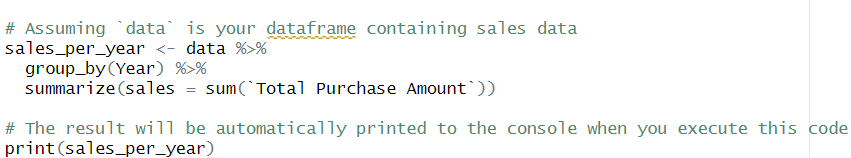 # Assuming `data` is your dataframe containing sales data
sales_per_year <- data %>%
  group_by(Year) %>%
  summarize(sales = sum(`Total Purchase Amount`))

# The result will be automatically printed to the console when you execute this code
print(sales_per_year)